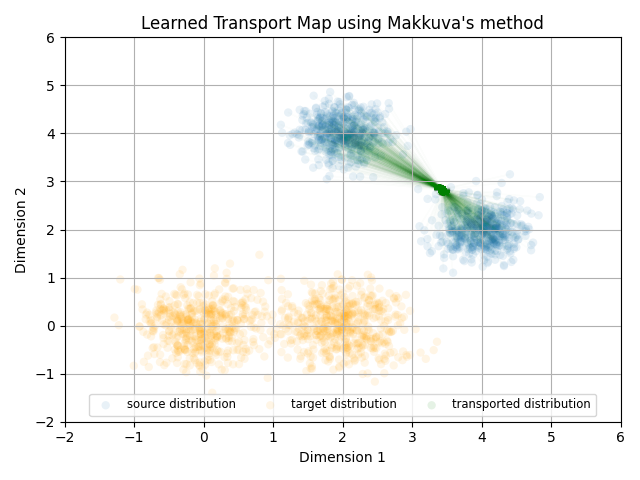 Learned Transport Map using Makkuva's method
Dimension 2
6
5
4
3
2
1
0
−1
−2
source distribution target distribution transported distribution
−2 −1 0 1 2 3 4 5 6
Dimension 1